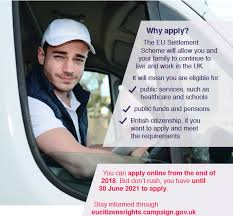 Why apply?
The EU Settlement
Scheme will allow you and
your family to continue to
live and work in the UK.
It will mean you are eligible for:
public services, such as
healthcare and schools
public funds and pensions
British citizenship, if you
want to apply and meet
the requirements
You can apply online from the end of
2018. But don't rush, you have until
30 June 2021 to apply.
Stay informed through
eucitizensrights.campaign.gov.uk